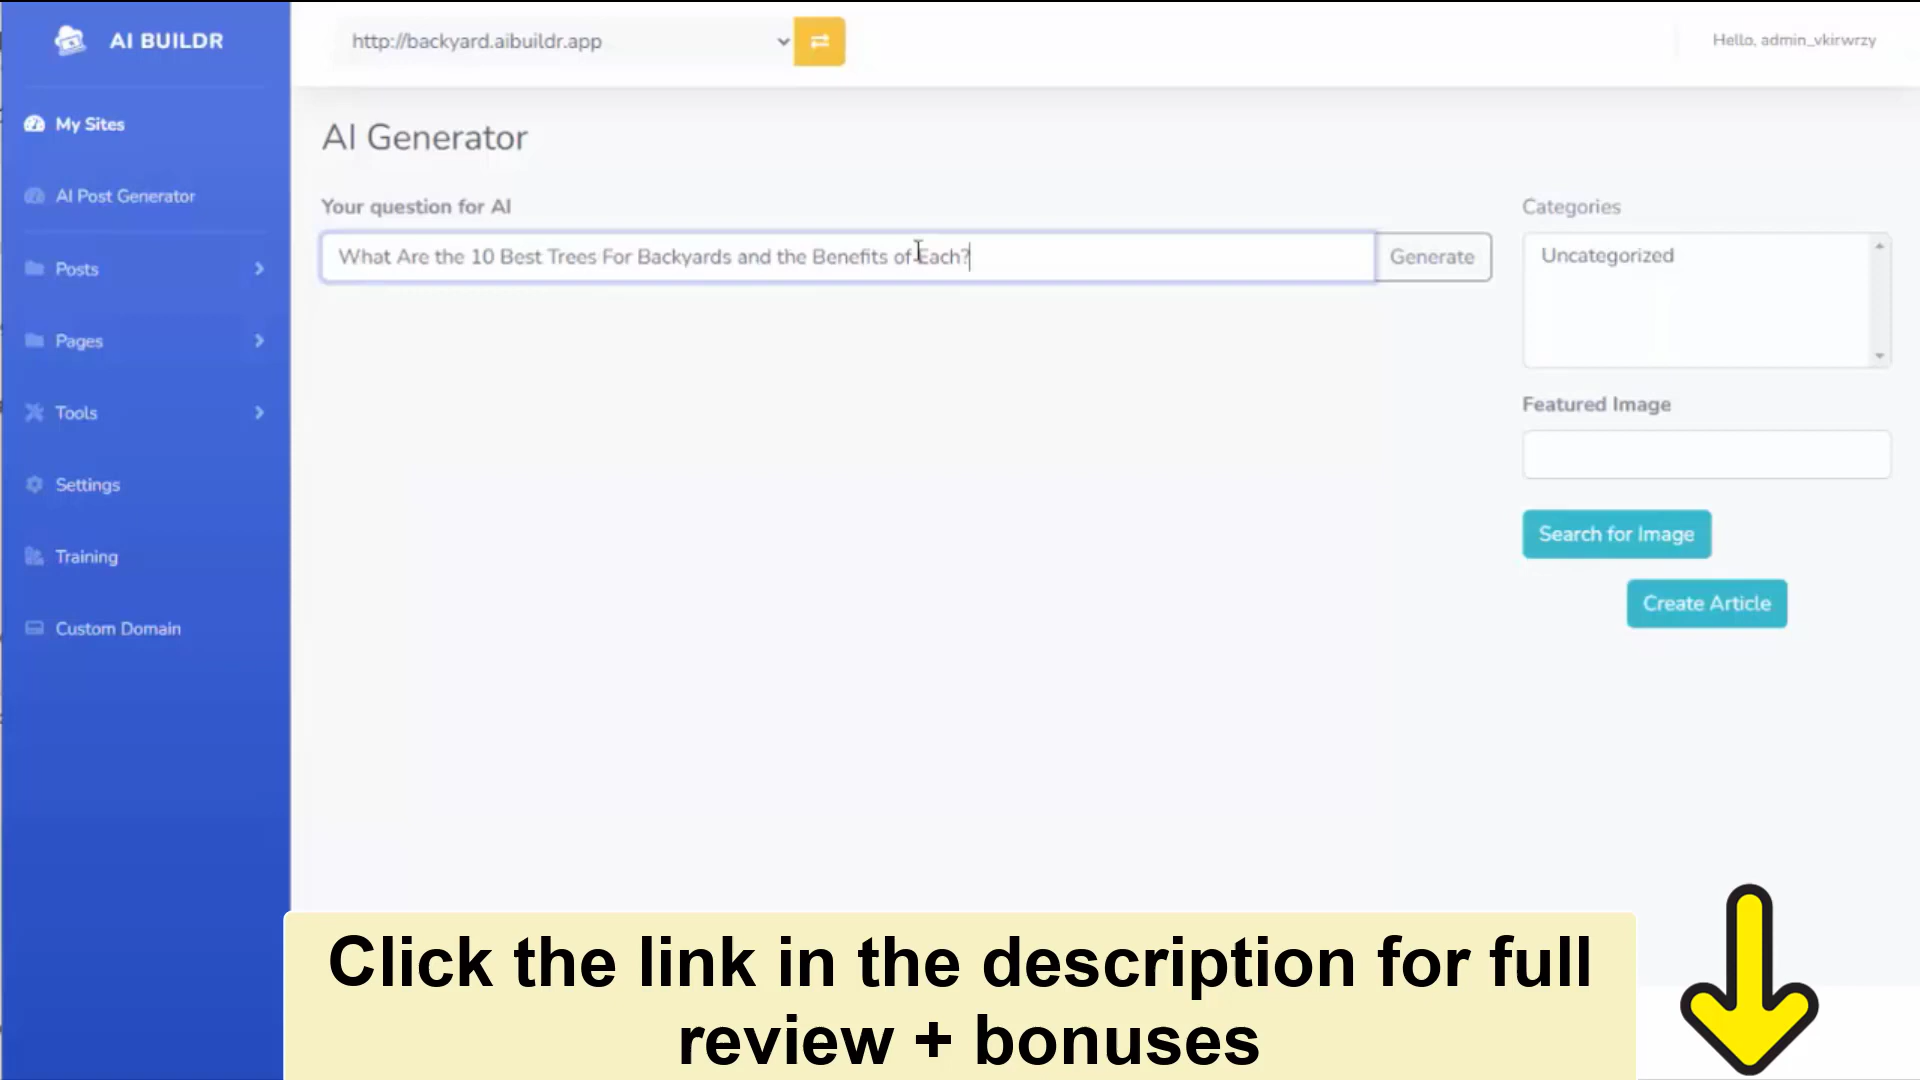 AI BUILDR
http://backyard.aibuildr.app
Hello, admin_vkirwrzy
My Sites
AI Post Generator
Posts
Pages
Tools
Settings
Training
Custom Domain
AI Generator
Your question for AI
What Are the 10 Best Trees For Backyards and the Benefits of Each?
Generate
Categories
Uncategorized
Featured Image
Search for Image
Create Article
Click the link in the description for full
review + bonuses